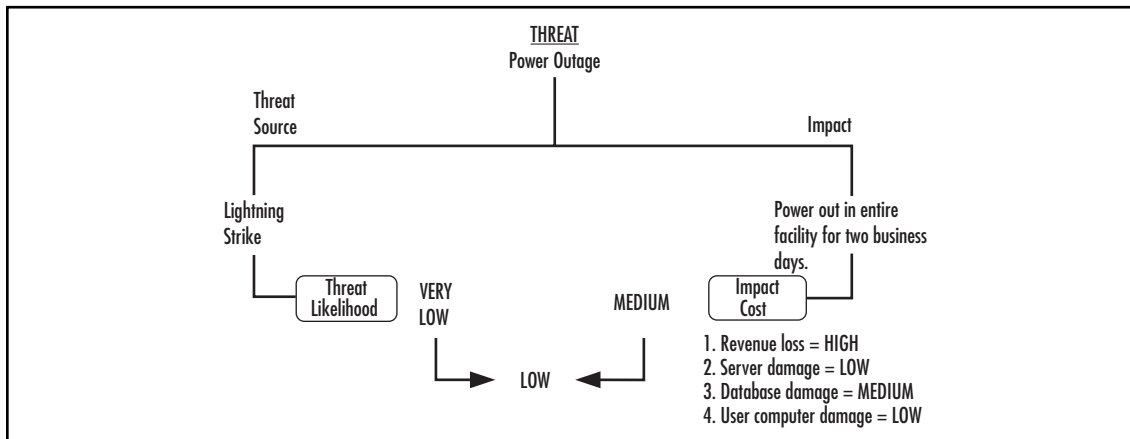 THREAT
Power Outage
Threat
Source
Impact
Lightning
Strike
Power out in entire
facility for two business
days.
Threat
Likelihood
VERY
LOW
MEDIUM
Impact
Cost
LOW
1. Revenue loss = HIGH
2. Server damage = LOW
3. Database damage = MEDIUM
4. User computer damage = LOW